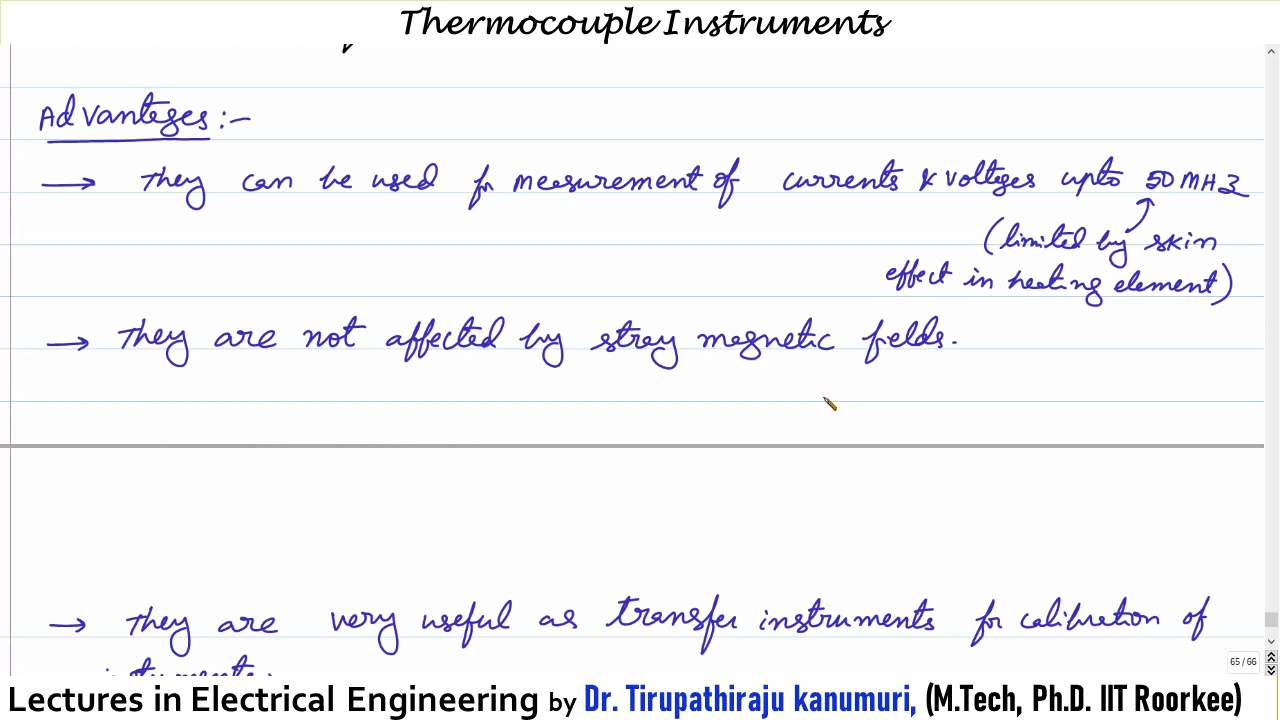 Thermocouple Instruments
Advanteges :-
→ They can be used for measurement of currents & volteges upto 50 MHz
(limited by skin
effect in heating element)
→ They are not affected by stray magnetic fields.
→ They are very useful as transfer instruments for calibration of
65 / 66
Lectures in Electrical Engineering by Dr. Tirupathiraju kanumuri, (M.Tech, Ph.D. IIT Roorkee)